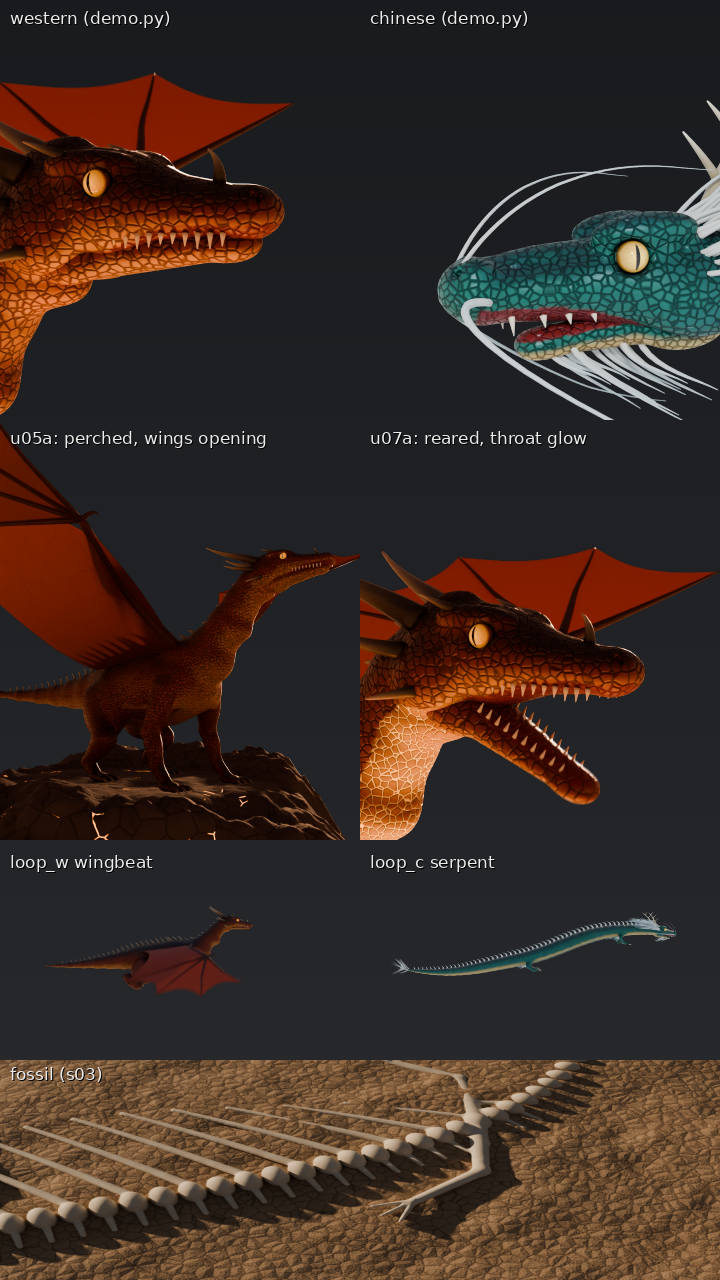 western (demo.py)
chinese (demo.py)
u05a: perched, wings opening
u07a: reared, throat glow
loop_w wingbeat
loop_c serpent
fossil (s03)